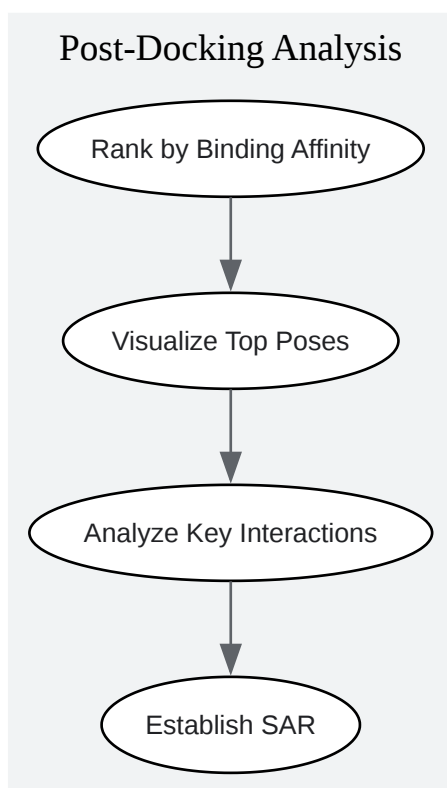 Post-Docking Analysis
Rank by Binding Affinity
Visualize Top Poses
Analyze Key Interactions
Establish SAR